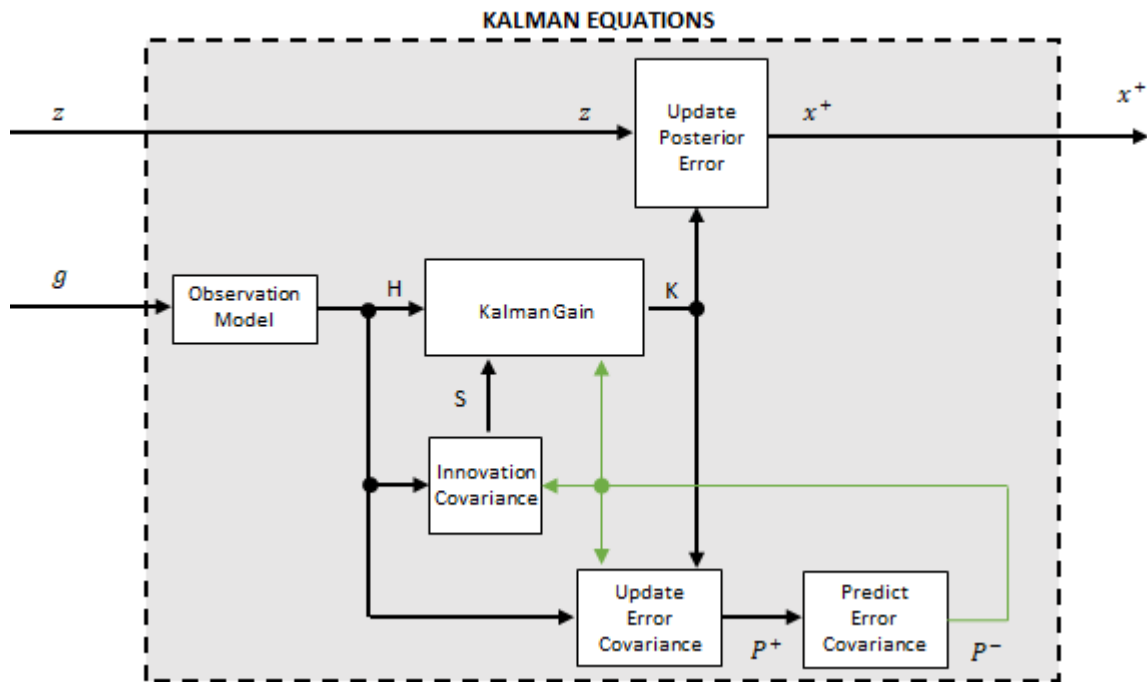 KALMAN EQUATIONS
z
z
Update
Posterior
Error
x⁺
x⁺
g
Observation
Model
H
Kalman Gain
K
S
Innovation
Covariance
Update
Error
Covariance
P⁺
Predict
Error
Covariance
P⁻